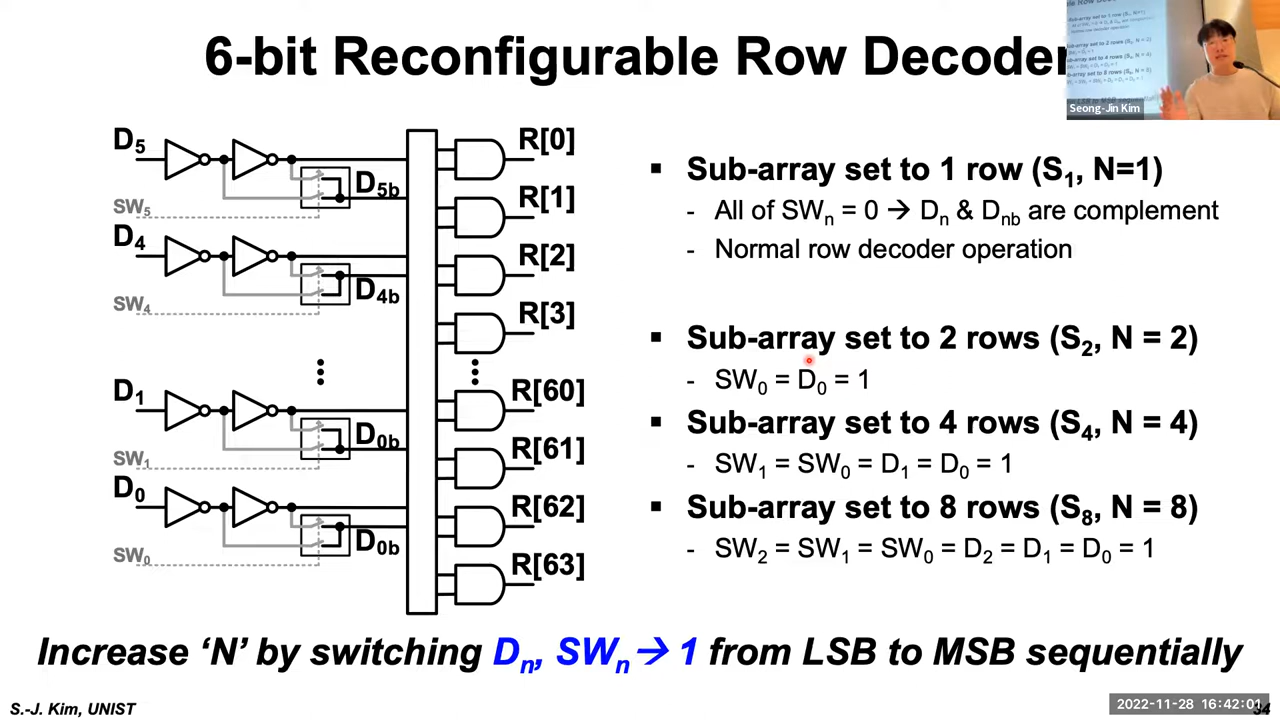 6-bit Reconfigurable Row Decoder
Seong-Jin Kim
D5
D5b
SW5
D4
D4b
SW4
D1
D0b
SW1
D0
D0b
SW0
R[0]
R[1]
R[2]
R[3]
R[60]
R[61]
R[62]
R[63]
▪ Sub-array set to 1 row (S1, N=1)
- All of SWn = 0 → Dn & Dnb are complement
- Normal row decoder operation
▪ Sub-array set to 2 rows (S2, N = 2)
- SW0 = D0 = 1
▪ Sub-array set to 4 rows (S4, N = 4)
- SW1 = SW0 = D1 = D0 = 1
▪ Sub-array set to 8 rows (S8, N = 8)
- SW2 = SW1 = SW0 = D2 = D1 = D0 = 1
Increase ‘N’ by switching Dn, SWn → 1 from LSB to MSB sequentially
S.-J. Kim, UNIST
2022-11-28 16:42:01
34